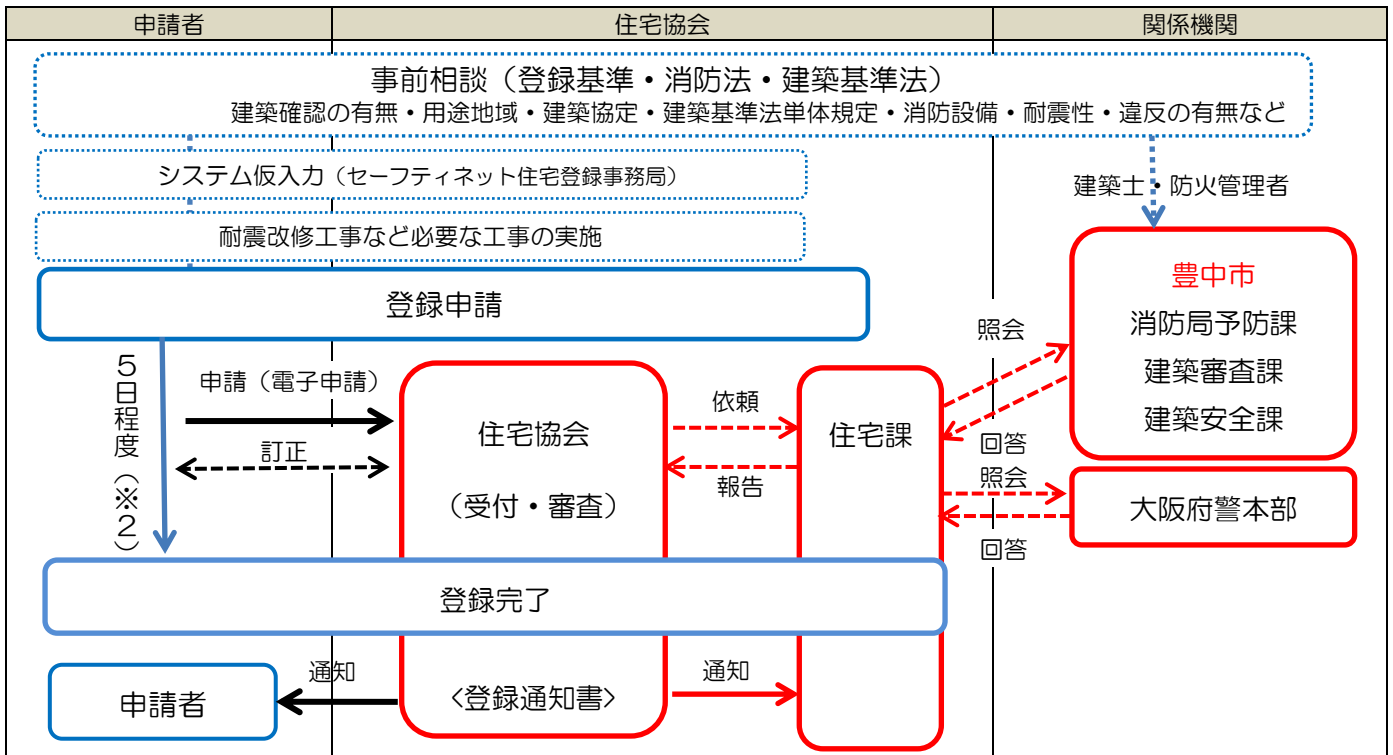 申請者
住宅協会
関係機関
事前相談（登録基準・消防法・建築基準法）
建築確認の有無・用途地域・建築協定・建築基準法単体規定・消防設備・耐震性・違反の有無など
システム仮入力（セーフティネット住宅登録事務局）
建築士・防火管理者
耐震改修工事など必要な工事の実施
登録申請
豊中市
消防局予防課
建築審査課
建築安全課
照会
回答
５日程度（※２）
申請（電子申請）
訂正
住宅協会
（受付・審査）
依頼
報告
住宅課
照会
回答
大阪府警本部
登録完了
申請者
通知
<登録通知書>
通知